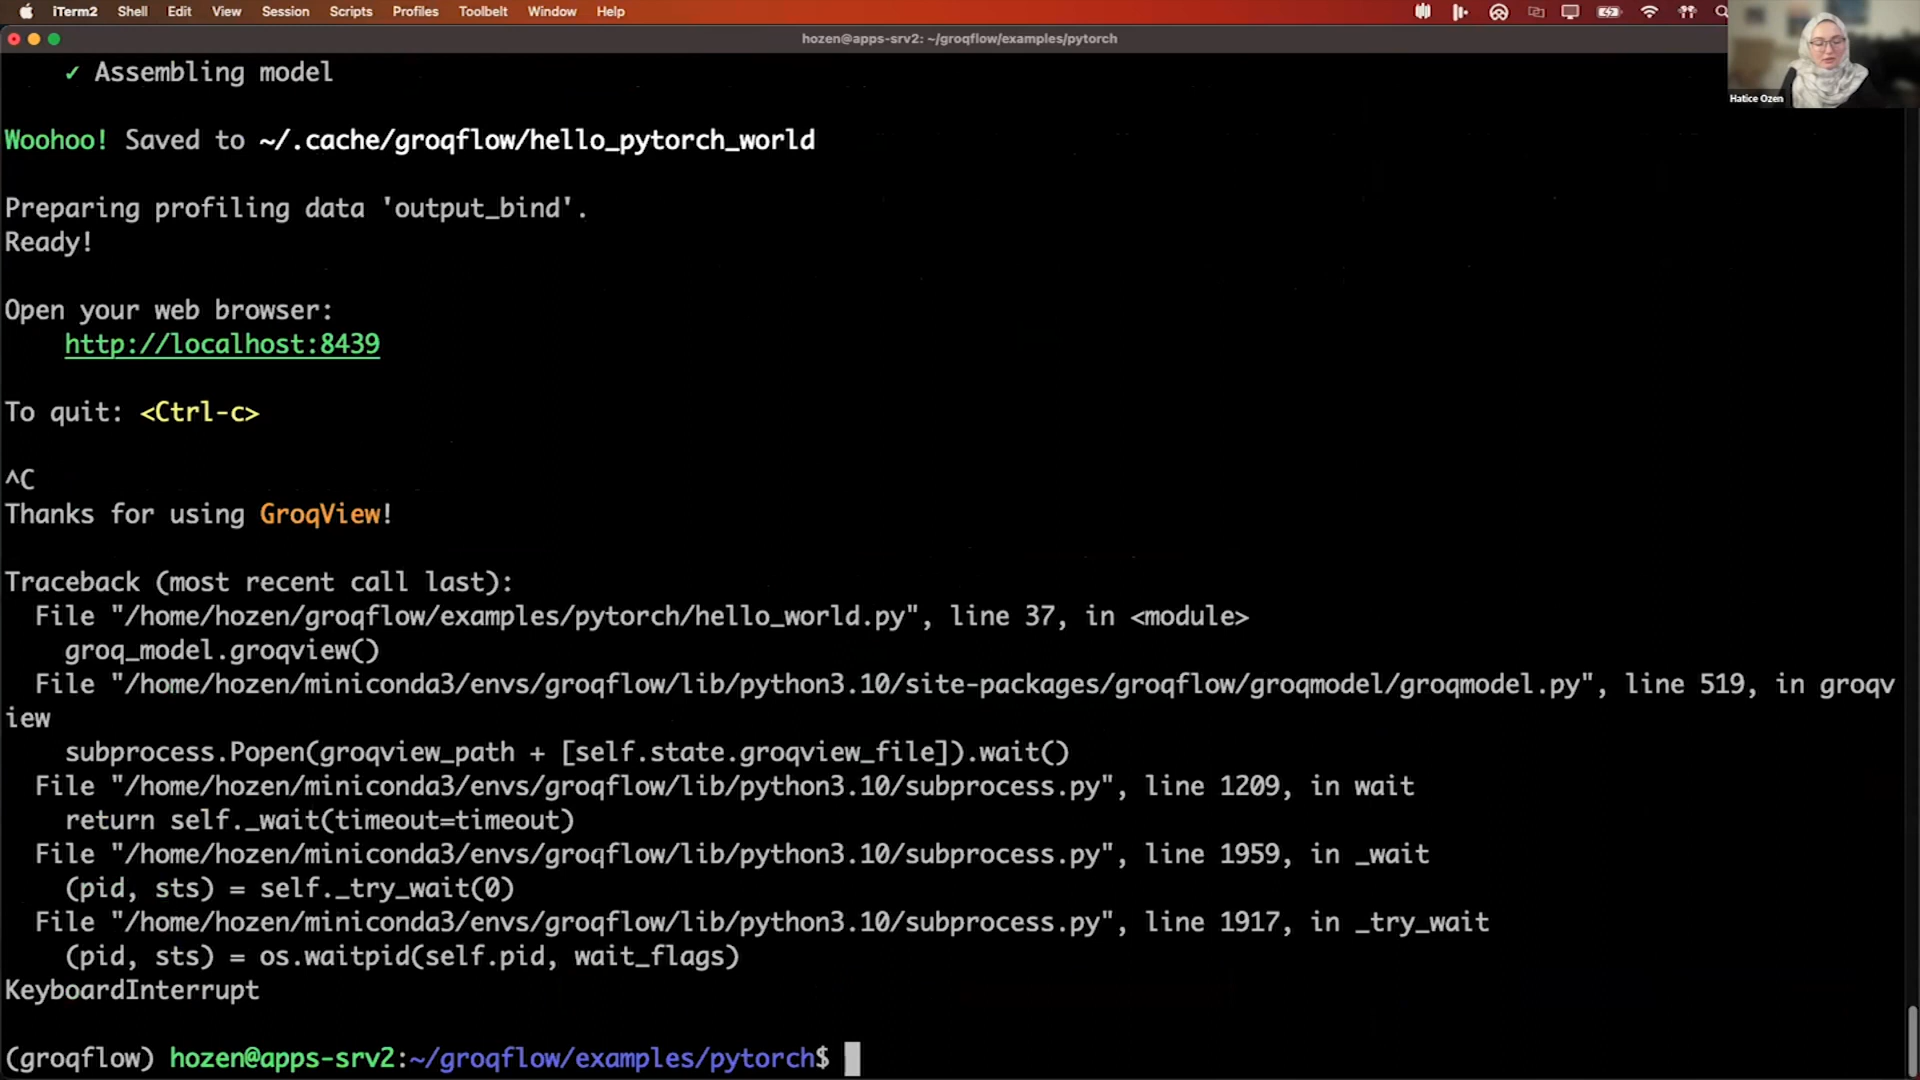 iTerm2 Shell Edit View Session Scripts Profiles Toolbelt Window Help
hozen@apps-srv2: ~/groqflow/examples/pytorch
Hatice Ozen
✓ Assembling model
Woohoo! Saved to ~/.cache/groqflow/hello_pytorch_world
Preparing profiling data 'output_bind'.
Ready!
Open your web browser:
http://localhost:8439
To quit: <Ctrl-c>
^C
Thanks for using GroqView!
Traceback (most recent call last):
File "/home/hozen/groqflow/examples/pytorch/hello_world.py", line 37, in <module>
groq_model.groqview()
File "/home/hozen/miniconda3/envs/groqflow/lib/python3.10/site-packages/groqflow/groqmodel/groqmodel.py", line 519, in groqv
iew
subprocess.Popen(groqview_path + [self.state.groqview_file]).wait()
File "/home/hozen/miniconda3/envs/groqflow/lib/python3.10/subprocess.py", line 1209, in wait
return self._wait(timeout=timeout)
File "/home/hozen/miniconda3/envs/groqflow/lib/python3.10/subprocess.py", line 1959, in _wait
(pid, sts) = self._try_wait(0)
File "/home/hozen/miniconda3/envs/groqflow/lib/python3.10/subprocess.py", line 1917, in _try_wait
(pid, sts) = os.waitpid(self.pid, wait_flags)
KeyboardInterrupt
(groqflow) hozen@apps-srv2:~/groqflow/examples/pytorch$